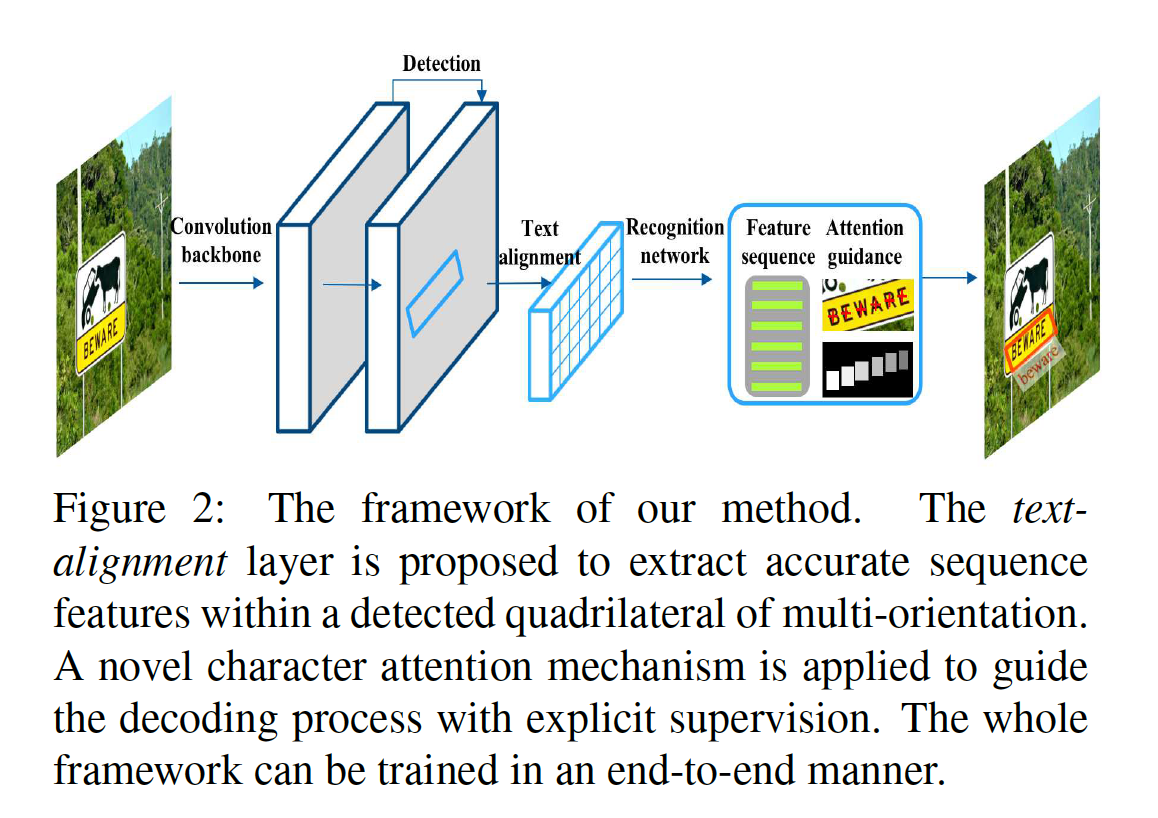 Detection
Convolution
backbone
Text
alignment
Recognition
network
Feature
sequence
Attention
guidance
BEWARE
BEWARE
BEWARE
beware
Figure 2: The framework of our method. The text-
alignment layer is proposed to extract accurate sequence
features within a detected quadrilateral of multi-orientation.
A novel character attention mechanism is applied to guide
the decoding process with explicit supervision. The whole
framework can be trained in an end-to-end manner.